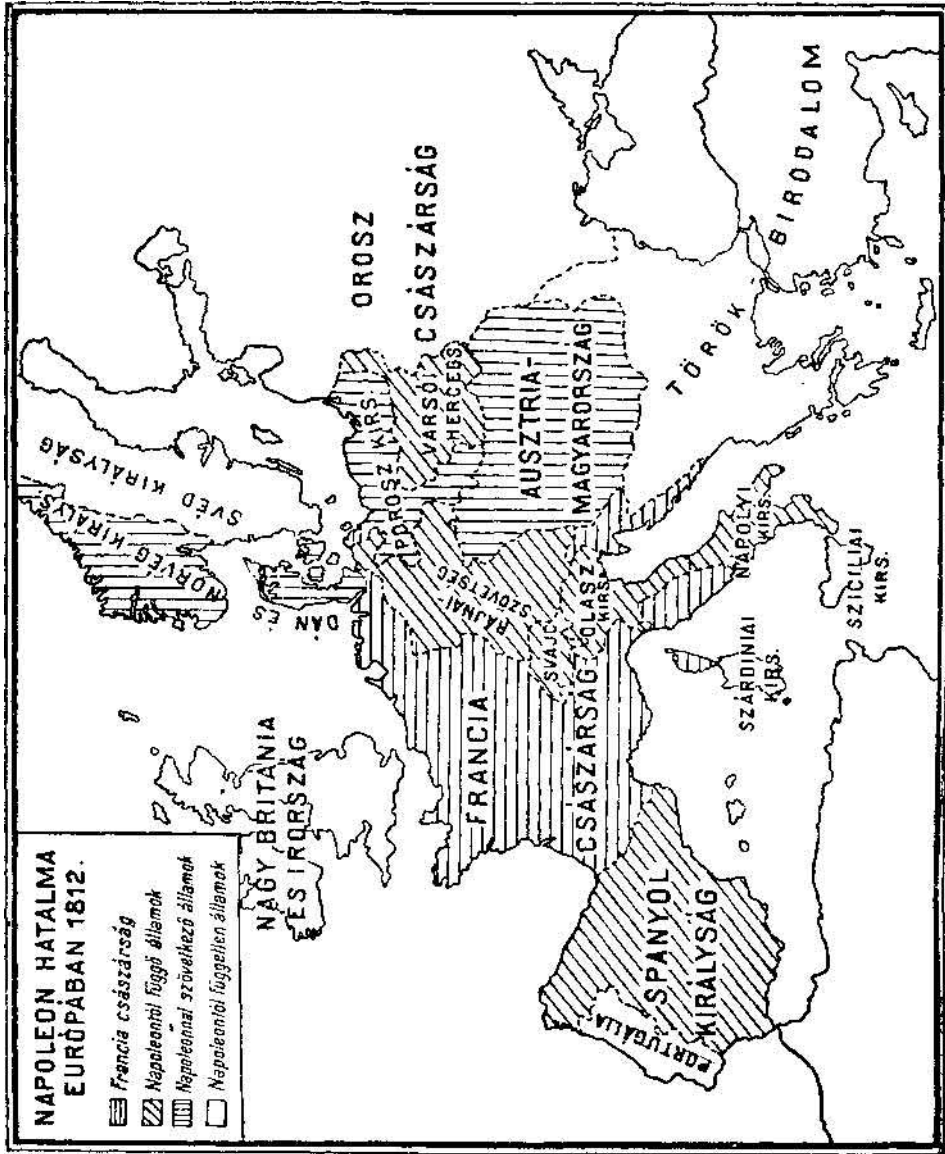 NAPOLEON HATALMA
EURÓPÁBAN 1812.
Francia császárság
Napoleontól függő államok
Napoleonnal szövetkező államok
Napoleontól független államok
NAGY BRITÁNIA
ÉS IRORSZÁG
NORVÉG KIRÁLYS.
SVÉD KIRÁLYSÁG
DÁN
ÉS
OROSZ
CSÁSZÁRSÁG
POROSZ KIRS.
VARSÓI
HERCEGS.
RAJNAI
SZÖVETSÉG
FRANCIA
CSÁSZÁRSÁG
SVÁJC
OLASZ
KIRS.
AUSZTRIA-
MAGYARORSZÁG
TÖRÖK
BIRODALOM
NÁPOLYI
KIRS.
SZÁRDINIAI
KIRS.
SZICILIAI
KIRS.
SPANYOL
KIRÁLYSÁG
PORTUGÁLIA